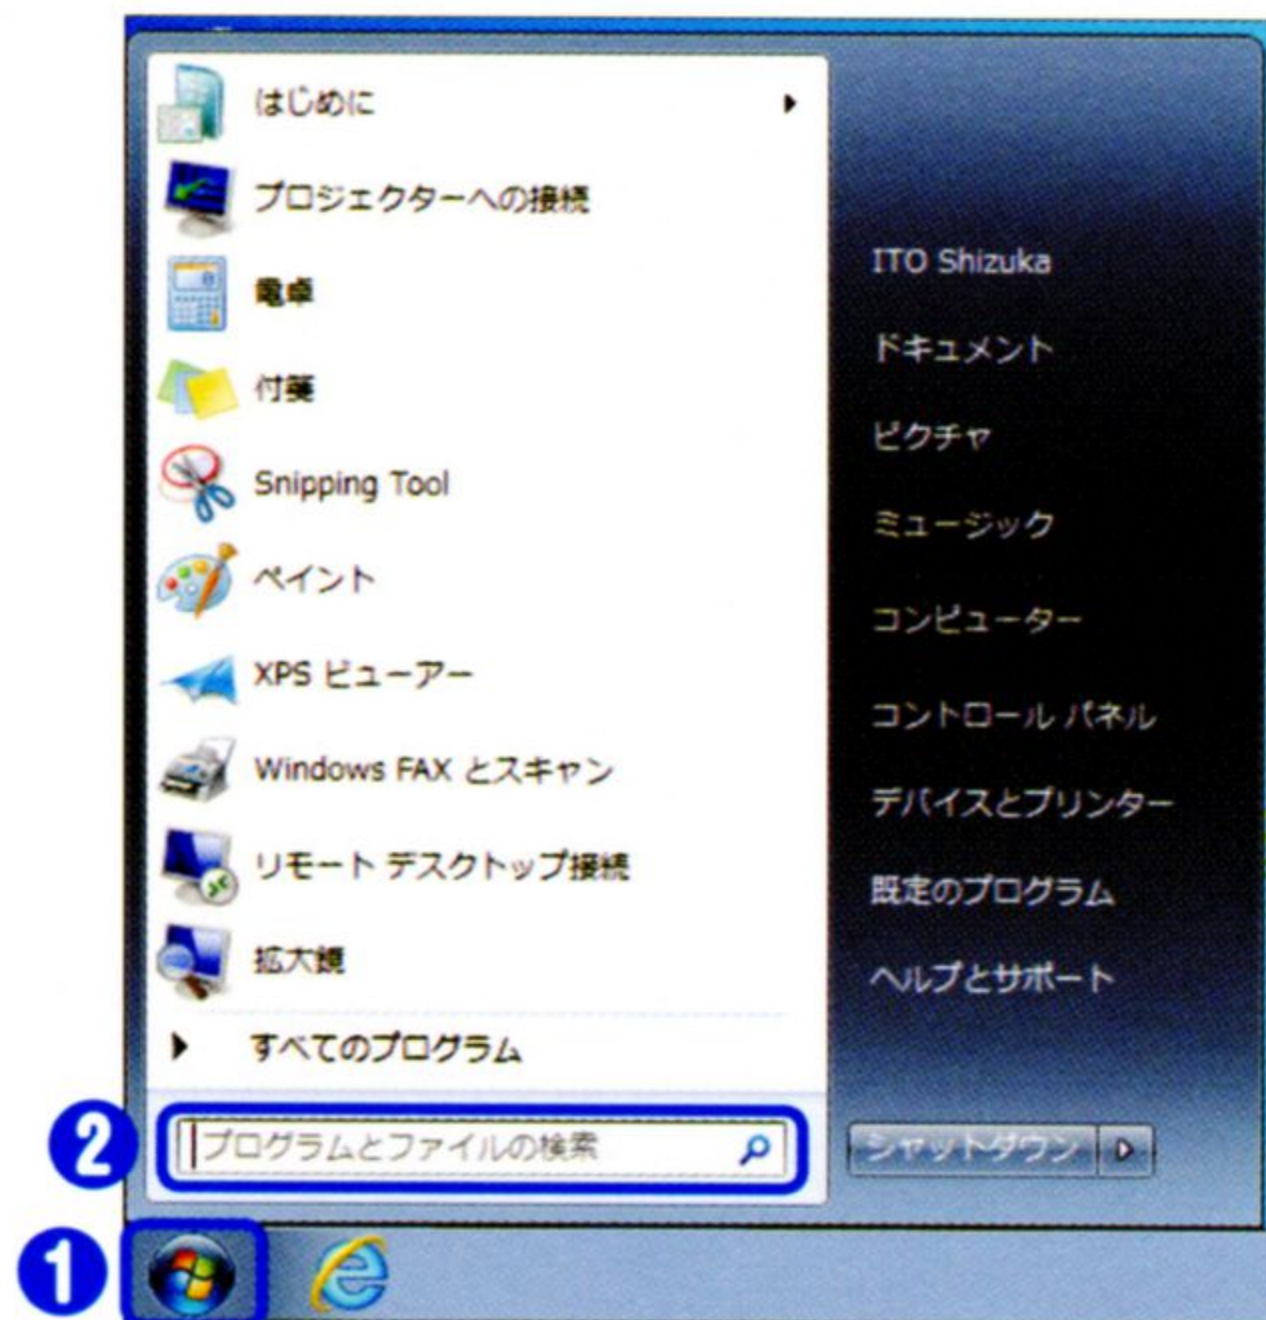 はじめに
プロジェクターへの接続
電卓
付箋
Snipping Tool
ペイント
XPS ビューアー
Windows FAX とスキャン
リモート デスクトップ接続
拡大鏡
すべてのプログラム
2
プログラムとファイルの検索
1
ITO Shizuka
ドキュメント
ピクチャ
ミュージック
コンピューター
コントロール パネル
デバイスとプリンター
既定のプログラム
ヘルプとサポート
シャットダウン